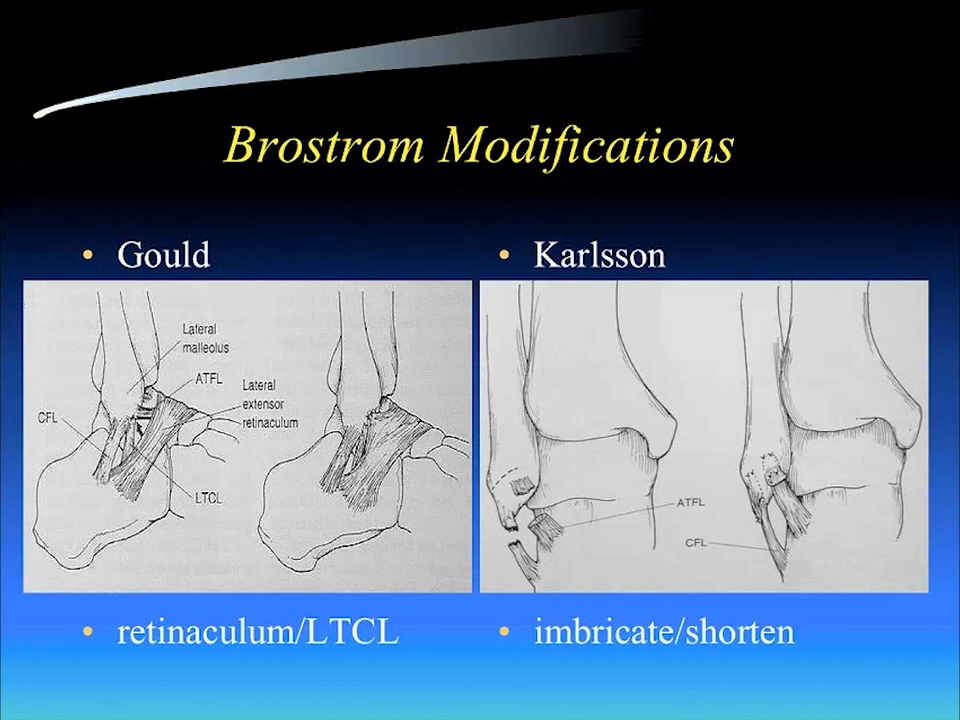 Brostrom Modifications
• Gould
Lateral
malleolus
ATFL
Lateral
extensor
retinaculum
CFL
LTCL
• retinaculum/LTCL
• Karlsson
ATFL
CFL
• imbricate/shorten